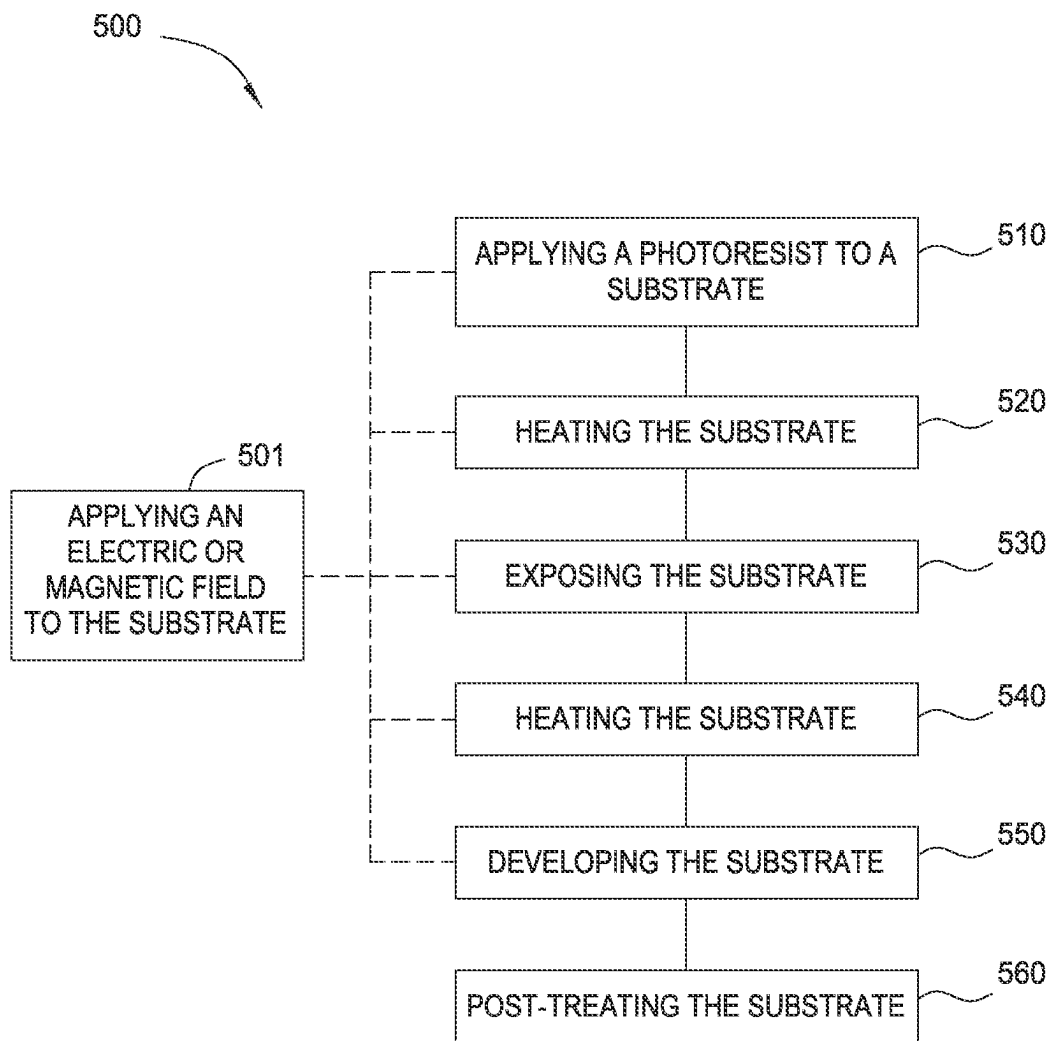 500
APPLYING A PHOTORESIST TO A
SUBSTRATE
510
HEATING THE SUBSTRATE
520
501
APPLYING AN
ELECTRIC OR
MAGNETIC FIELD
TO THE SUBSTRATE
EXPOSING THE SUBSTRATE
530
HEATING THE SUBSTRATE
540
DEVELOPING THE SUBSTRATE
550
POST-TREATING THE SUBSTRATE
560